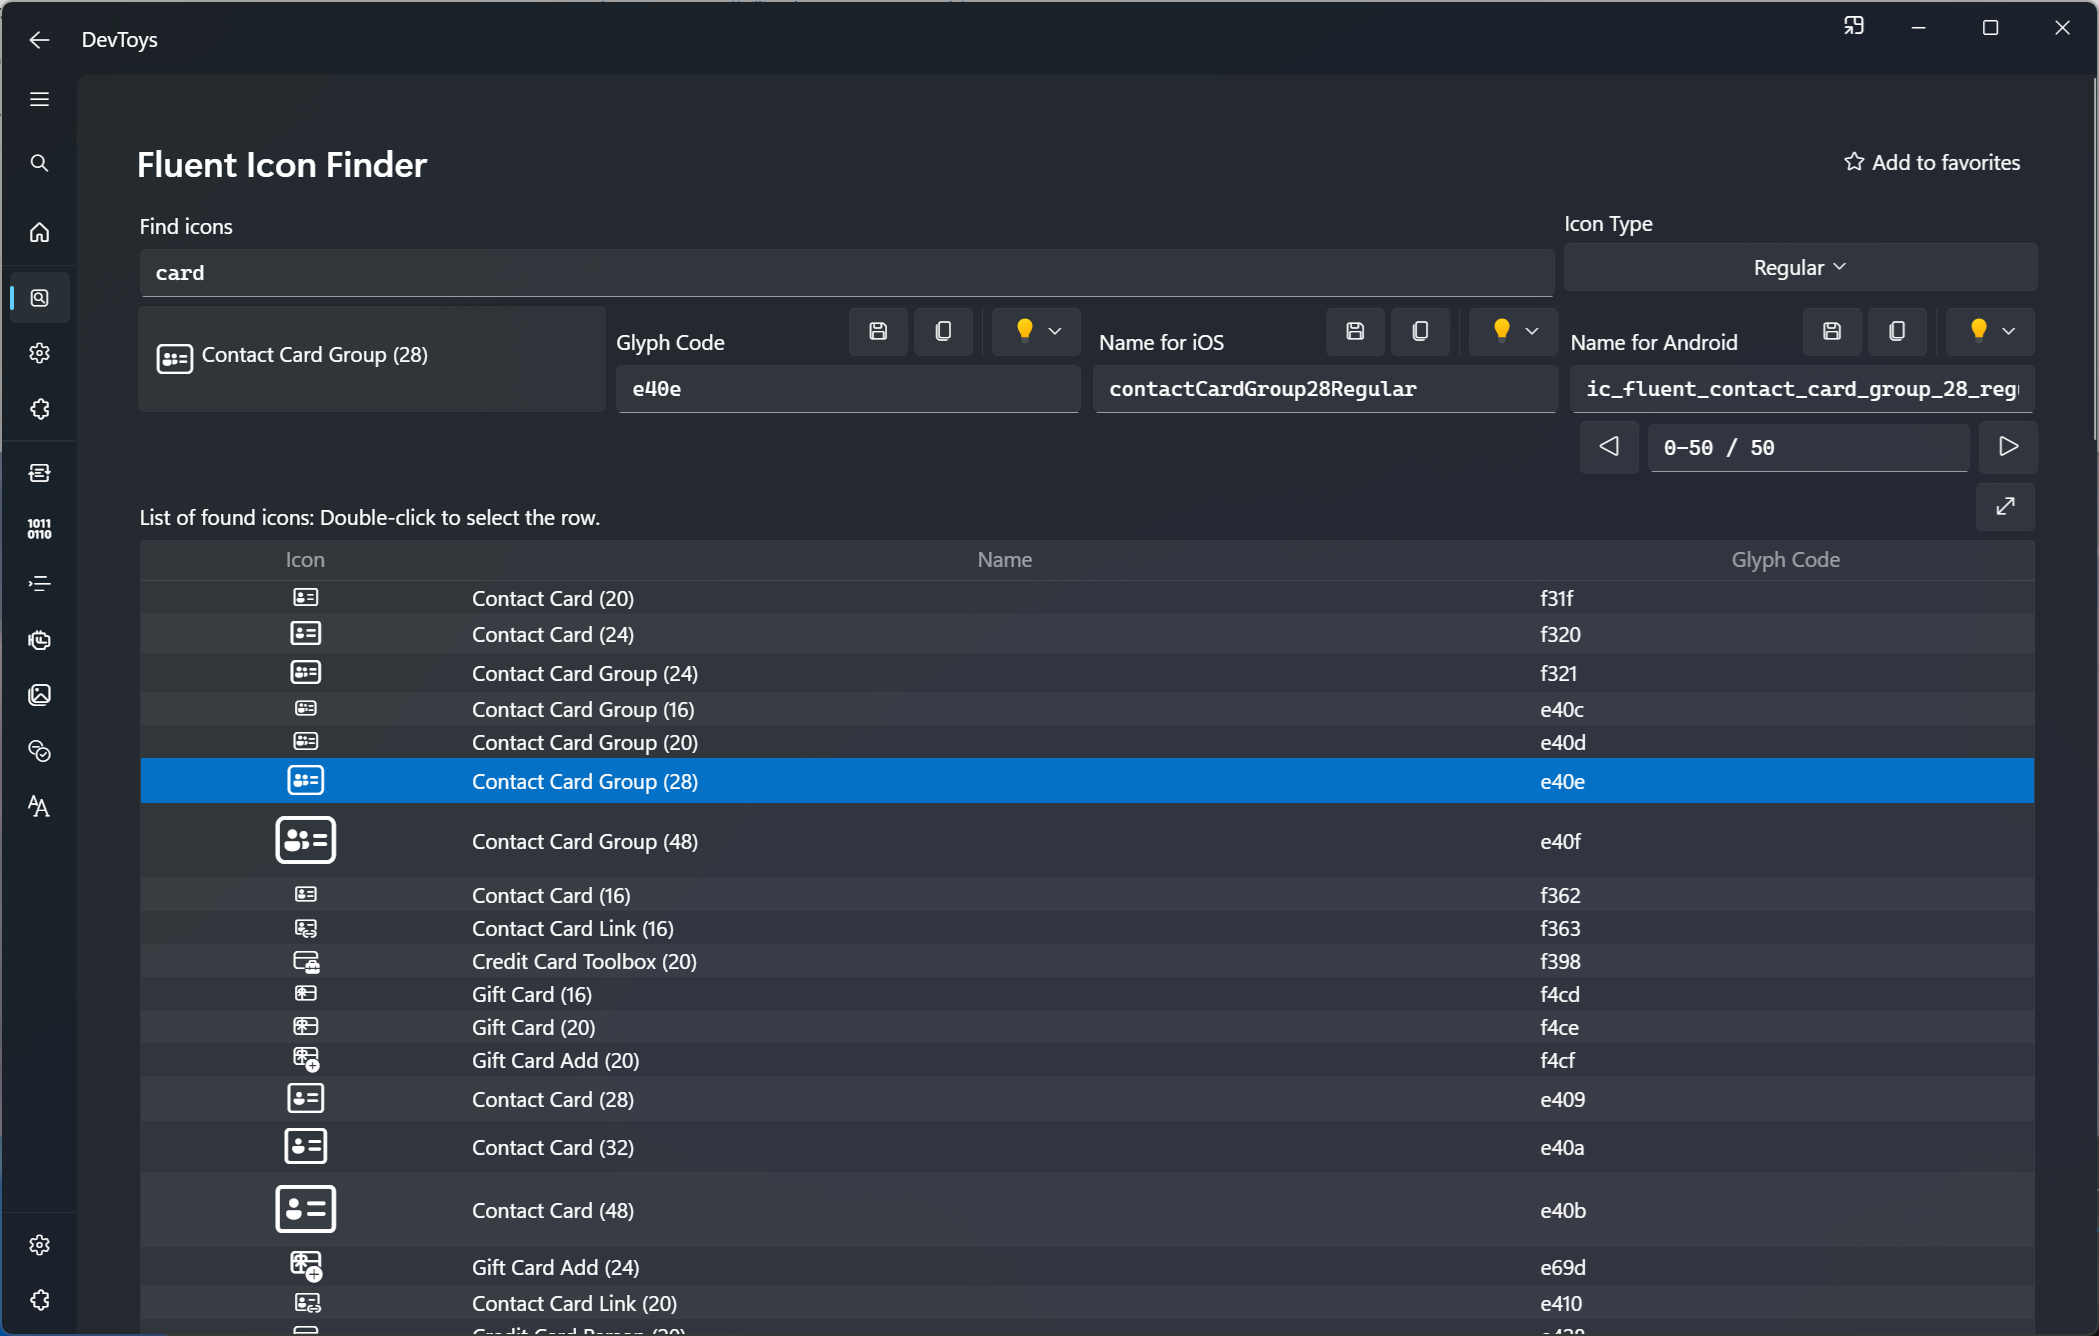 DevToys
Fluent Icon Finder
Add to favorites
Find icons
Icon Type
card
Regular
Contact Card Group (28)
Glyph Code
Name for iOS
Name for Android
e40e
contactCardGroup28Regular
ic_fluent_contact_card_group_28_reg
0-50 / 50
List of found icons: Double-click to select the row.
Icon Name Glyph Code
Contact Card (20) f31f
Contact Card (24) f320
Contact Card Group (24) f321
Contact Card Group (16) e40c
Contact Card Group (20) e40d
Contact Card Group (28) e40e
Contact Card Group (48) e40f
Contact Card (16) f362
Contact Card Link (16) f363
Credit Card Toolbox (20) f398
Gift Card (16) f4cd
Gift Card (20) f4ce
Gift Card Add (20) f4cf
Contact Card (28) e409
Contact Card (32) e40a
Contact Card (48) e40b
Gift Card Add (24) e69d
Contact Card Link (20) e410